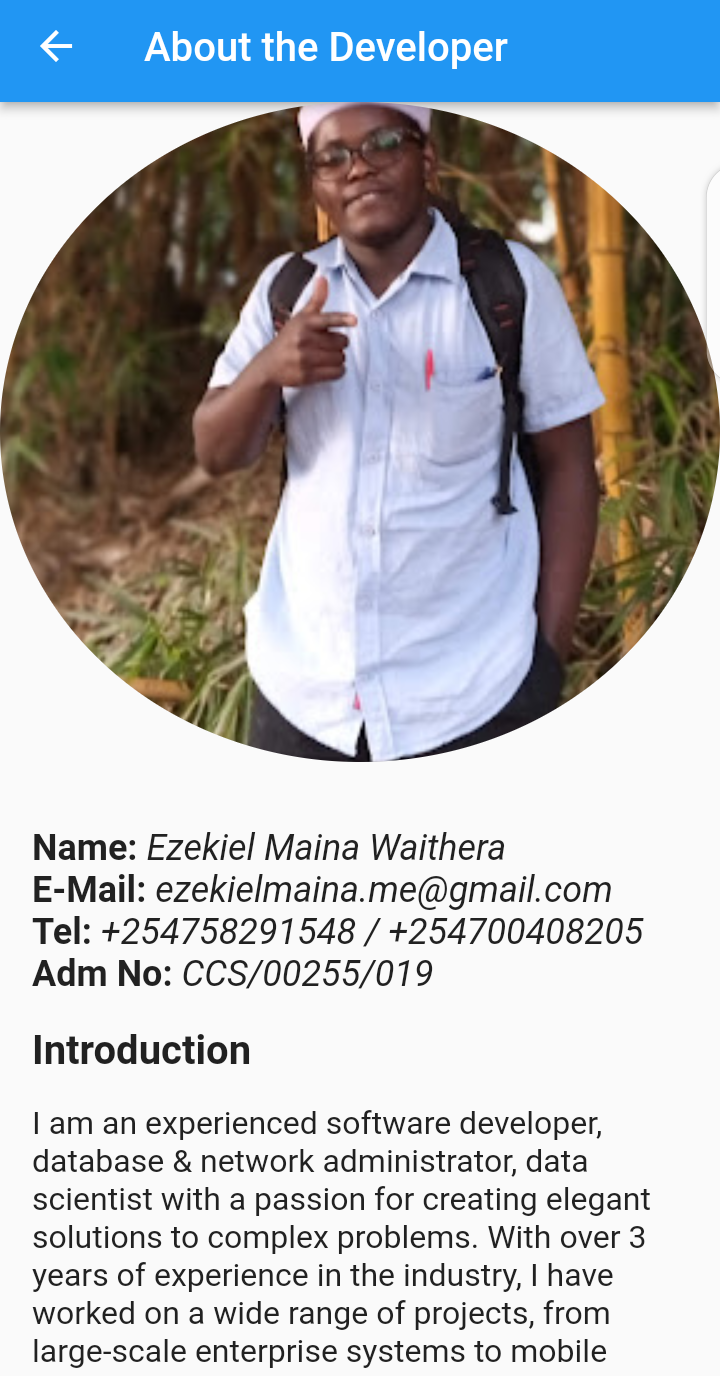 About the Developer
Name: Ezekiel Maina Waithera
E-Mail: ezekielmaina.me@gmail.com
Tel: +254758291548 / +254700408205
Adm No: CCS/00255/019
Introduction
I am an experienced software developer,
database & network administrator, data
scientist with a passion for creating elegant
solutions to complex problems. With over 3
years of experience in the industry, I have
worked on a wide range of projects, from
large-scale enterprise systems to mobile